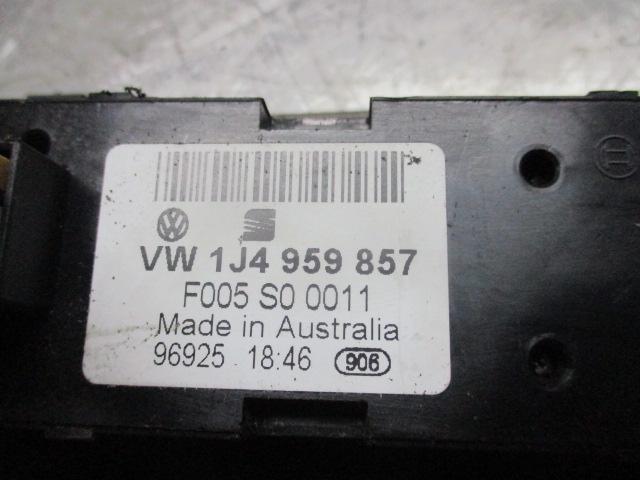 VW 1J4 959 857
F005 S0 0011
Made in Australia
96925 18:46 906